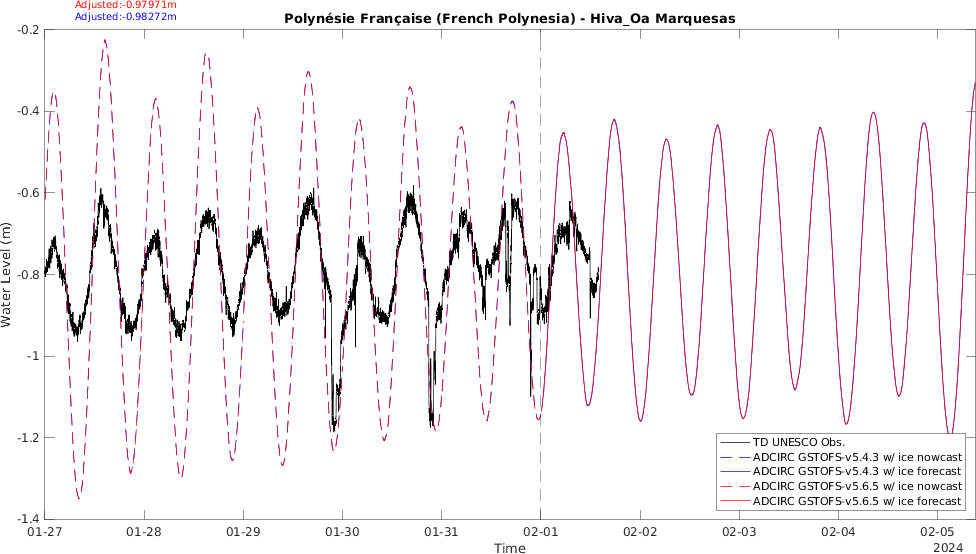 Adjusted:-0.97971m
Adjusted:-0.98272m
Polynésie Française (French Polynesia) - Hiva_Oa Marquesas
-0.2
-0.4
-0.6
-0.8
-1
-1.2
-1.4
Water Level (m)
01-27
01-28
01-29
01-30
01-31
02-01
02-02
02-03
02-04
02-05
Time
2024
TD UNESCO Obs.
ADCIRC GSTOFS-v5.4.3 w/ ice nowcast
ADCIRC GSTOFS-v5.4.3 w/ ice forecast
ADCIRC GSTOFS-v5.6.5 w/ ice nowcast
ADCIRC GSTOFS-v5.6.5 w/ ice forecast